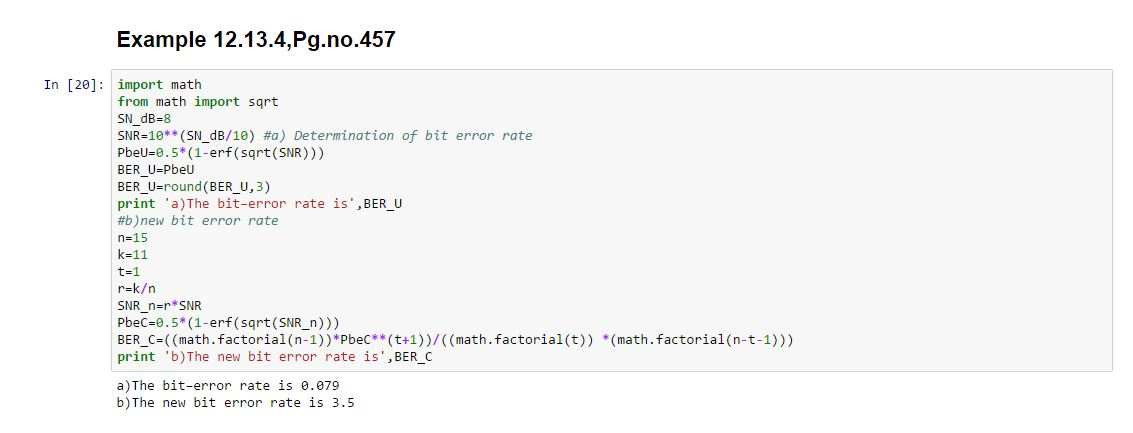 Example 12.13.4,Pg.no.457
In [20]: import math
from math import sqrt
SN_dB=8
SNR=10**(SN_dB/10) #a) Determination of bit error rate
PbeU=0.5*(1-erf(sqrt(SNR)))
BER_U=PbeU
BER_U=round(BER_U,3)
print 'a)The bit-error rate is',BER_U
#b)new bit error rate
n=15
k=11
t=1
r=k/n
SNR_n=r*SNR
PbeC=0.5*(1-erf(sqrt(SNR_n)))
BER_C=((math.factorial(n-1))*PbeC**(t+1))/((math.factorial(t)) *(math.factorial(n-t-1)))
print 'b)The new bit error rate is',BER_C
a)The bit-error rate is 0.079
b)The new bit error rate is 3.5